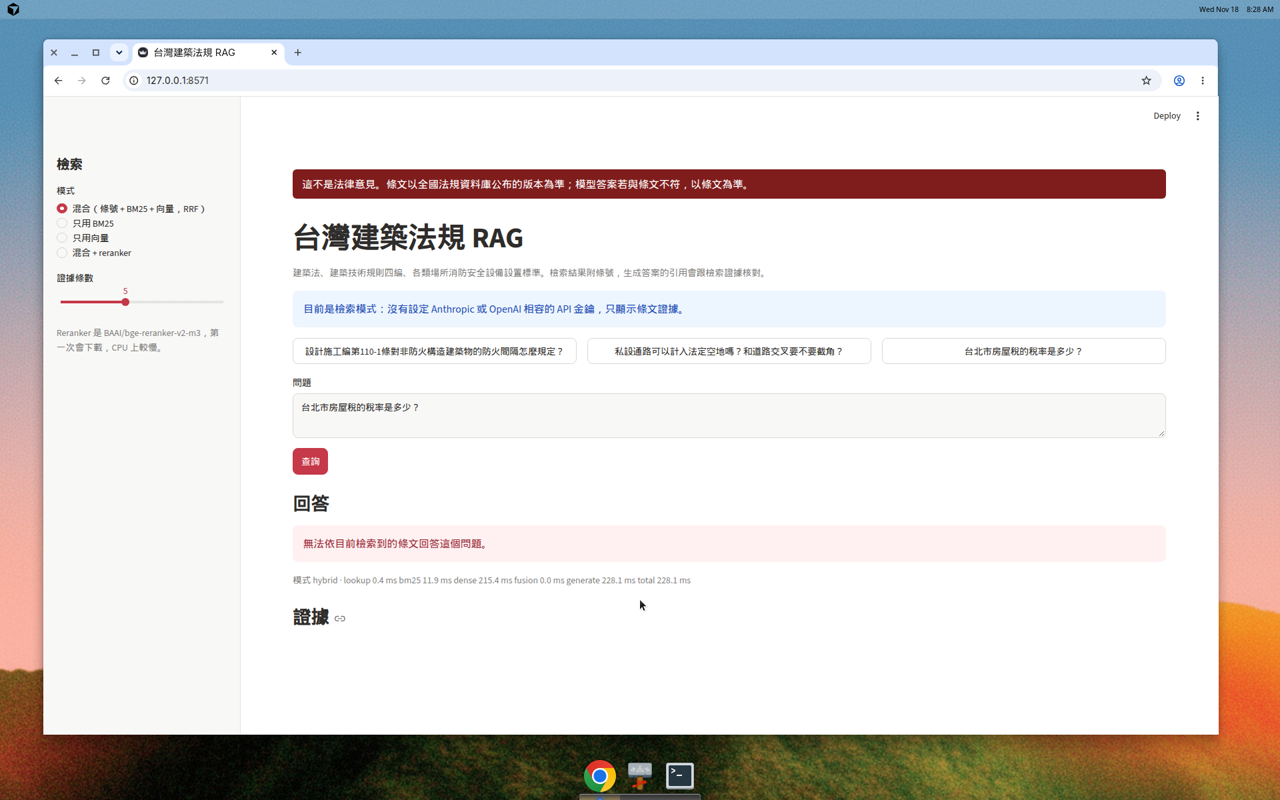 Wed Nov 18 8:28 AM
台灣建築法規 RAG
127.0.0.1:8571
Deploy
檢索
模式
混合（條號 + BM25 + 向量，RRF）
只用 BM25
只用向量
混合 + reranker
證據條數
5
Reranker 是 BAAI/bge-reranker-v2-m3，第
一次會下載，CPU 上較慢。
這不是法律意見。條文以全國法規資料庫公布的版本為準；模型答案若與條文不符，以條文為準。
台灣建築法規 RAG
建築法、建築技術規則四編、各類場所消防安全設備設置標準。檢索結果附條號，生成答案的引用會跟檢索證據核對。
目前是檢索模式：沒有設定 Anthropic 或 OpenAI 相容的 API 金鑰，只顯示條文證據。
設計施工編第110-1條對非防火構造建築物的防火間隔怎麼規定？
私設通路可以計入法定空地嗎？和道路交叉要不要截角？
台北市房屋稅的稅率是多少？
問題
台北市房屋稅的稅率是多少？
查詢
回答
無法依目前檢索到的條文回答這個問題。
模式 hybrid · lookup 0.4 ms bm25 11.9 ms dense 215.4 ms fusion 0.0 ms generate 228.1 ms total 228.1 ms
證據